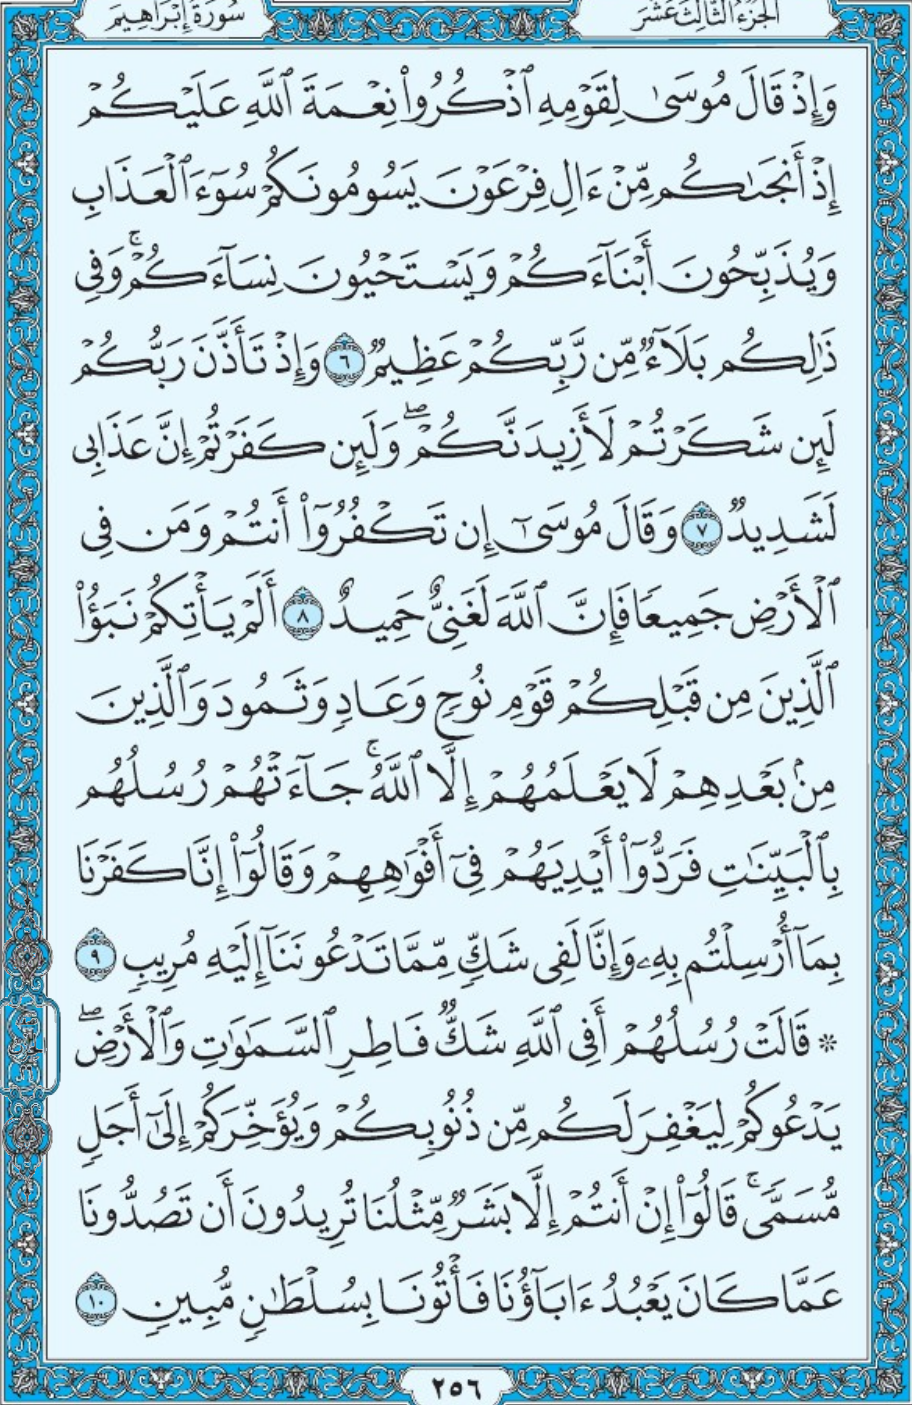 الجزء الثالث عشر
سورة إبراهيم
وَإِذْ قَالَ مُوسَىٰ لِقَوْمِهِ ٱذْكُرُوا۟ نِعْمَةَ ٱللَّهِ عَلَيْكُمْ
إِذْ أَنجَىٰكُم مِّنْ ءَالِ فِرْعَوْنَ يَسُومُونَكُمْ سُوٓءَ ٱلْعَذَابِ
وَيُذَبِّحُونَ أَبْنَآءَكُمْ وَيَسْتَحْيُونَ نِسَآءَكُمْ ۚ وَفِى
ذَٰلِكُم بَلَآءٌ مِّن رَّبِّكُمْ عَظِيمٌ ٦ وَإِذْ تَأَذَّنَ رَبُّكُمْ
لَئِن شَكَرْتُمْ لَأَزِيدَنَّكُمْ ۖ وَلَئِن كَفَرْتُمْ إِنَّ عَذَابِى
لَشَدِيدٌ ٧ وَقَالَ مُوسَىٰٓ إِن تَكْفُرُوٓا۟ أَنتُمْ وَمَن فِى
ٱلْأَرْضِ جَمِيعًا فَإِنَّ ٱللَّهَ لَغَنِىٌّ حَمِيدٌ ٨ أَلَمْ يَأْتِكُمْ نَبَؤُا۟
ٱلَّذِينَ مِن قَبْلِكُمْ قَوْمِ نُوحٍ وَعَادٍ وَثَمُودَ وَٱلَّذِينَ
مِنۢ بَعْدِهِمْ لَا يَعْلَمُهُمْ إِلَّا ٱللَّهُ ۚ جَآءَتْهُمْ رُسُلُهُم
بِٱلْبَيِّنَٰتِ فَرَدُّوٓا۟ أَيْدِيَهُمْ فِىٓ أَفْوَٰهِهِمْ وَقَالُوٓا۟ إِنَّا كَفَرْنَا
بِمَآ أُرْسِلْتُم بِهِۦ وَإِنَّا لَفِى شَكٍّ مِّمَّا تَدْعُونَنَآ إِلَيْهِ مُرِيبٍ ٩
* قَالَتْ رُسُلُهُمْ أَفِى ٱللَّهِ شَكٌّ فَاطِرِ ٱلسَّمَٰوَٰتِ وَٱلْأَرْضِ ۖ
يَدْعُوكُمْ لِيَغْفِرَ لَكُم مِّن ذُنُوبِكُمْ وَيُؤَخِّرَكُمْ إِلَىٰٓ أَجَلٍ
مُّسَمًّى ۚ قَالُوٓا۟ إِنْ أَنتُمْ إِلَّا بَشَرٌ مِّثْلُنَا تُرِيدُونَ أَن تَصُدُّونَا
عَمَّا كَانَ يَعْبُدُ ءَابَآؤُنَا فَأْتُونَا بِسُلْطَٰنٍ مُّبِينٍ ١٠
٢٥٦